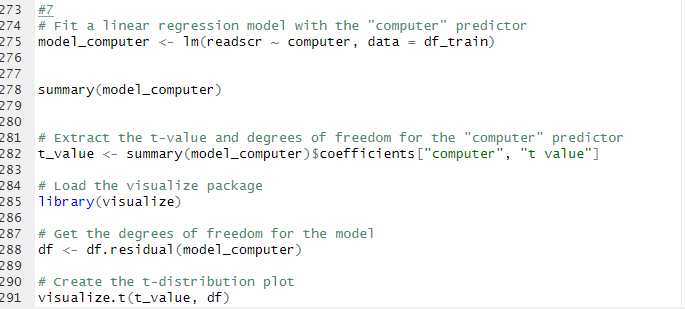 273 #7
274 # Fit a linear regression model with the "computer" predictor
275 model_computer <- lm(readscr ~ computer, data = df_train)
276
277
278 summary(model_computer)
279
280
281 # Extract the t-value and degrees of freedom for the "computer" predictor
282 t_value <- summary(model_computer)$coefficients["computer", "t value"]
283
284 # Load the visualize package
285 library(visualize)
286
287 # Get the degrees of freedom for the model
288 df <- df.residual(model_computer)
289
290 # Create the t-distribution plot
291 visualize.t(t_value, df)